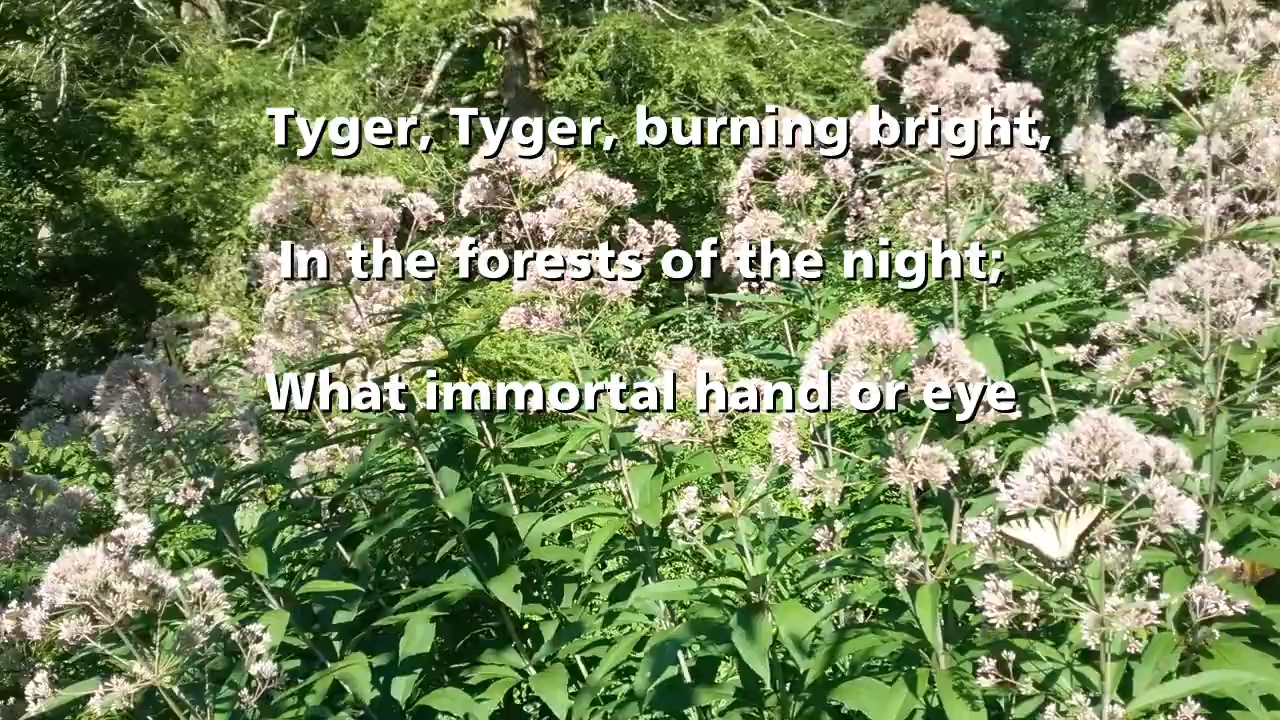 Tyger, Tyger, burning bright,
In the forests of the night;
What immortal hand or eye